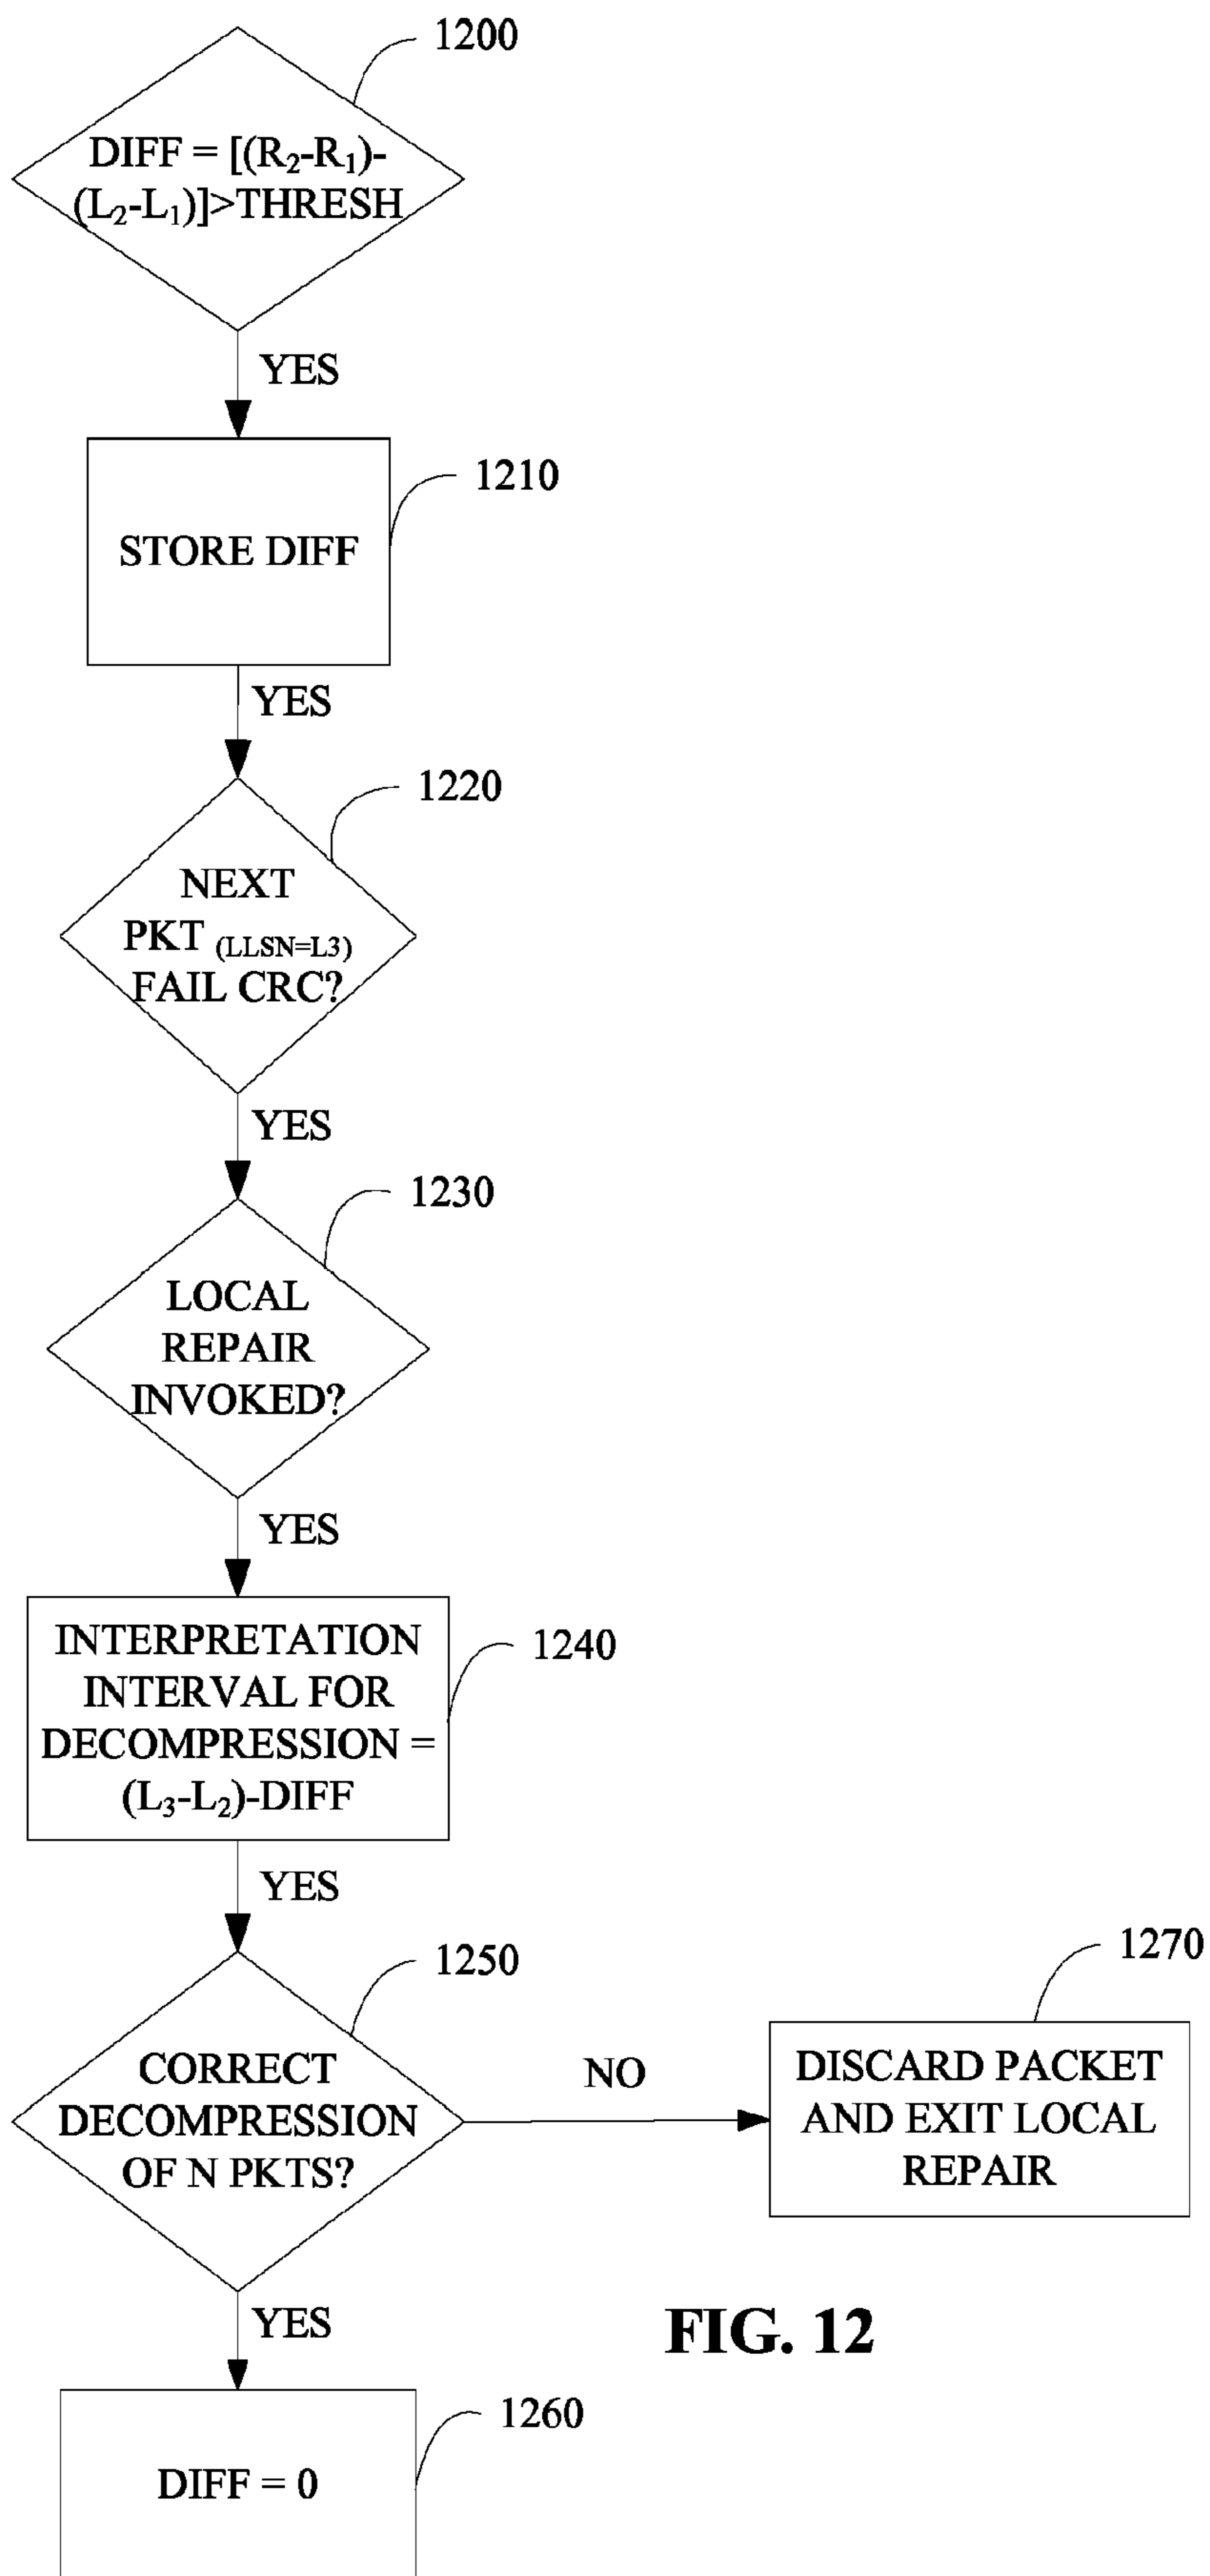 1200
DIFF = [(R₂-R₁)-
(L₂-L₁)]>THRESH
YES
1210
STORE DIFF
YES
1220
NEXT
PKT (LLSN=L3)
FAIL CRC?
YES
1230
LOCAL
REPAIR
INVOKED?
YES
1240
INTERPRETATION
INTERVAL FOR
DECOMPRESSION =
(L₃-L₂)-DIFF
YES
1250
CORRECT
DECOMPRESSION
OF N PKTS?
NO
1270
DISCARD PACKET
AND EXIT LOCAL
REPAIR
YES
FIG. 12
1260
DIFF = 0